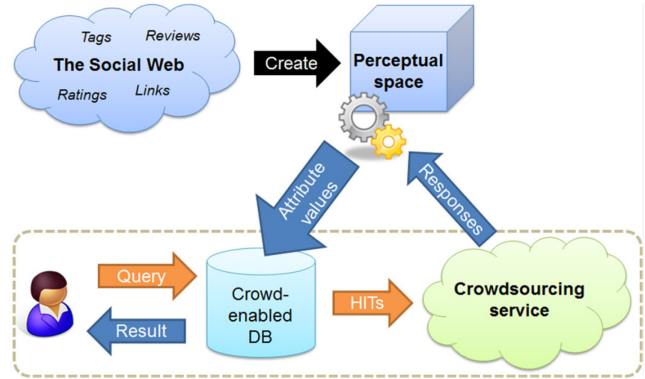 Tags
Reviews
The Social Web
Ratings
Links
Create
Perceptual
space
Attribute
values
Responses
Query
Result
Crowd-
enabled
DB
HITs
Crowdsourcing
service